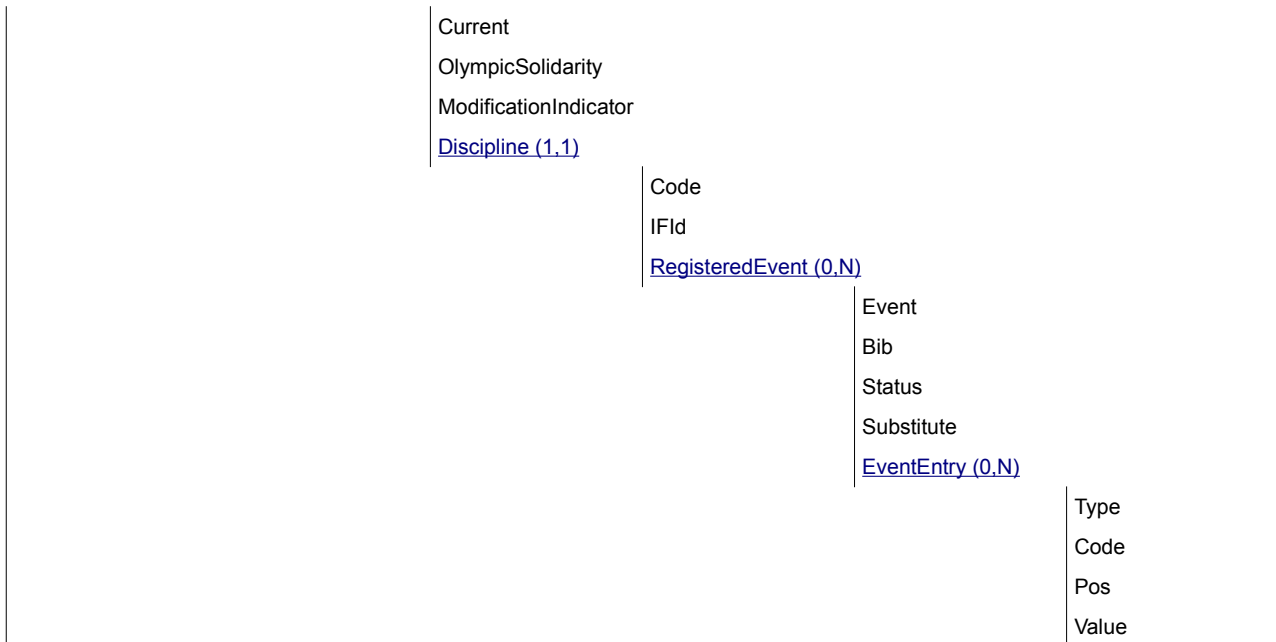 Current
OlympicSolidarity
ModificationIndicator
Discipline (1,1)
Code
IFId
RegisteredEvent (0,N)
Event
Bib
Status
Substitute
EventEntry (0,N)
Type
Code
Pos
Value